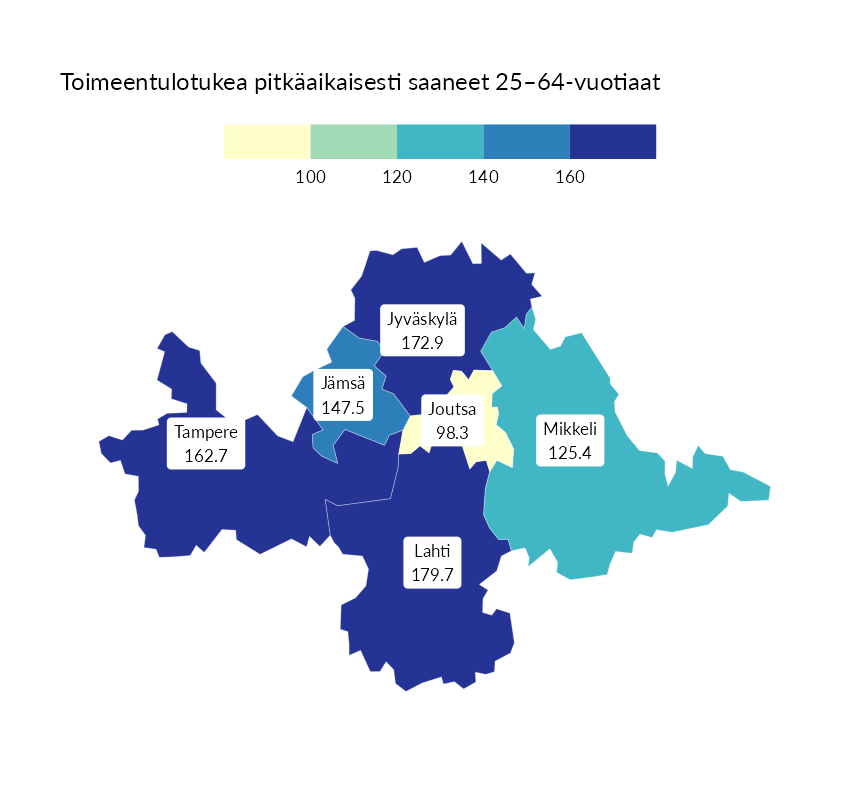 Toimeentulotukea pitkäaikaisesti saaneet 25–64-vuotiaat
100 120 140 160
Jyväskylä
172.9
Jämsä
147.5
Joutsa
98.3
Tampere
162.7
Mikkeli
125.4
Lahti
179.7